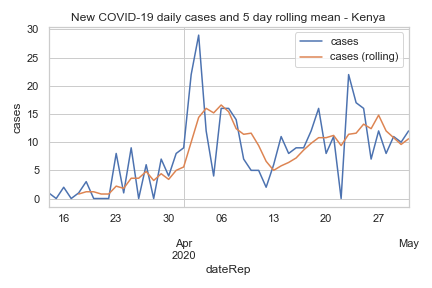 New COVID-19 daily cases and 5 day rolling mean - Kenya
cases
cases (rolling)
30
25
20
15
10
5
0
cases
16 23 30 06 13 20 27
Apr May
2020
dateRep